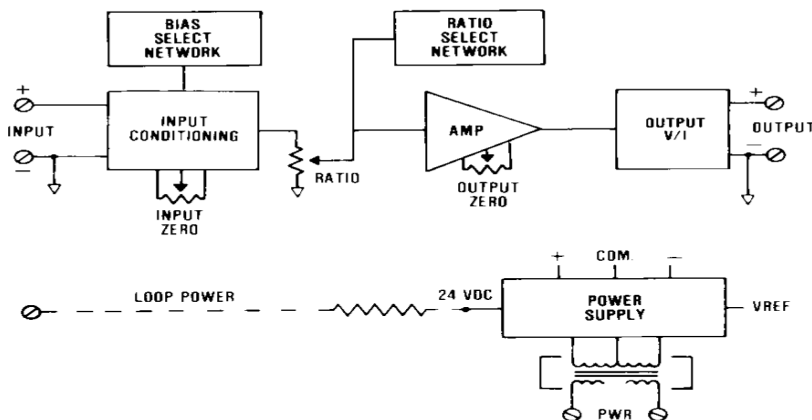 BIAS
SELECT
NETWORK
RATIO
SELECT
NETWORK
+
INPUT
−
INPUT
CONDITIONING
INPUT
ZERO
RATIO
AMP
OUTPUT
ZERO
OUTPUT
V/I
+
OUTPUT
−
+ COM. −
LOOP POWER
24 VDC
POWER
SUPPLY
VREF
PWR